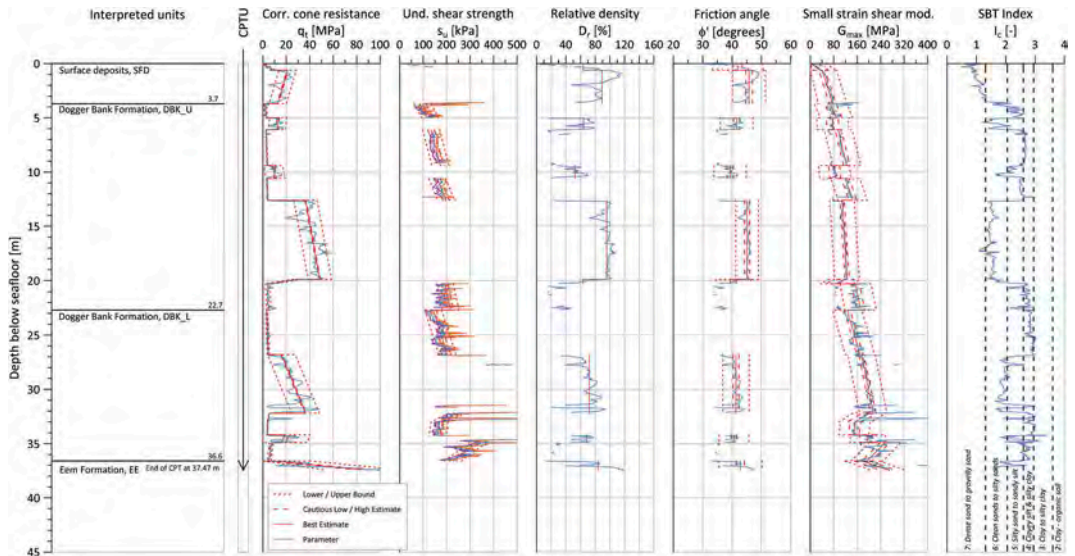 Interpreted units
CPTU
Corr. cone resistance
qt [MPa]
Und. shear strength
su [kPa]
Relative density
Dr [%]
Friction angle
ϕ' [degrees]
Small strain shear mod.
Gmax [MPa]
SBT Index
Ic [-]
0 20 40 60 80 100
0 100 200 300 400 500
0 40 80 120 160
20 30 40 50 60
0 80 160 240 320 400
0 1 2 3 4
Depth below seafloor [m]
0
5
10
15
20
25
30
35
40
45
Surface deposits, SFD
3.7
Dogger Bank Formation, DBK_U
22.7
Dogger Bank Formation, DBK_L
36.6
Eem Formation, EE End of CPT at 37.47 m
Lower / Upper Bound
Cautious Low / High Estimate
Best Estimate
Parameter
7: Dense sand to gravilly sand
6: Clean sands to silty sands
5: Silty sand to sandy silt
4: Clayey silt & silty clay
3: Clay to silty clay
2: Clay - organic soil